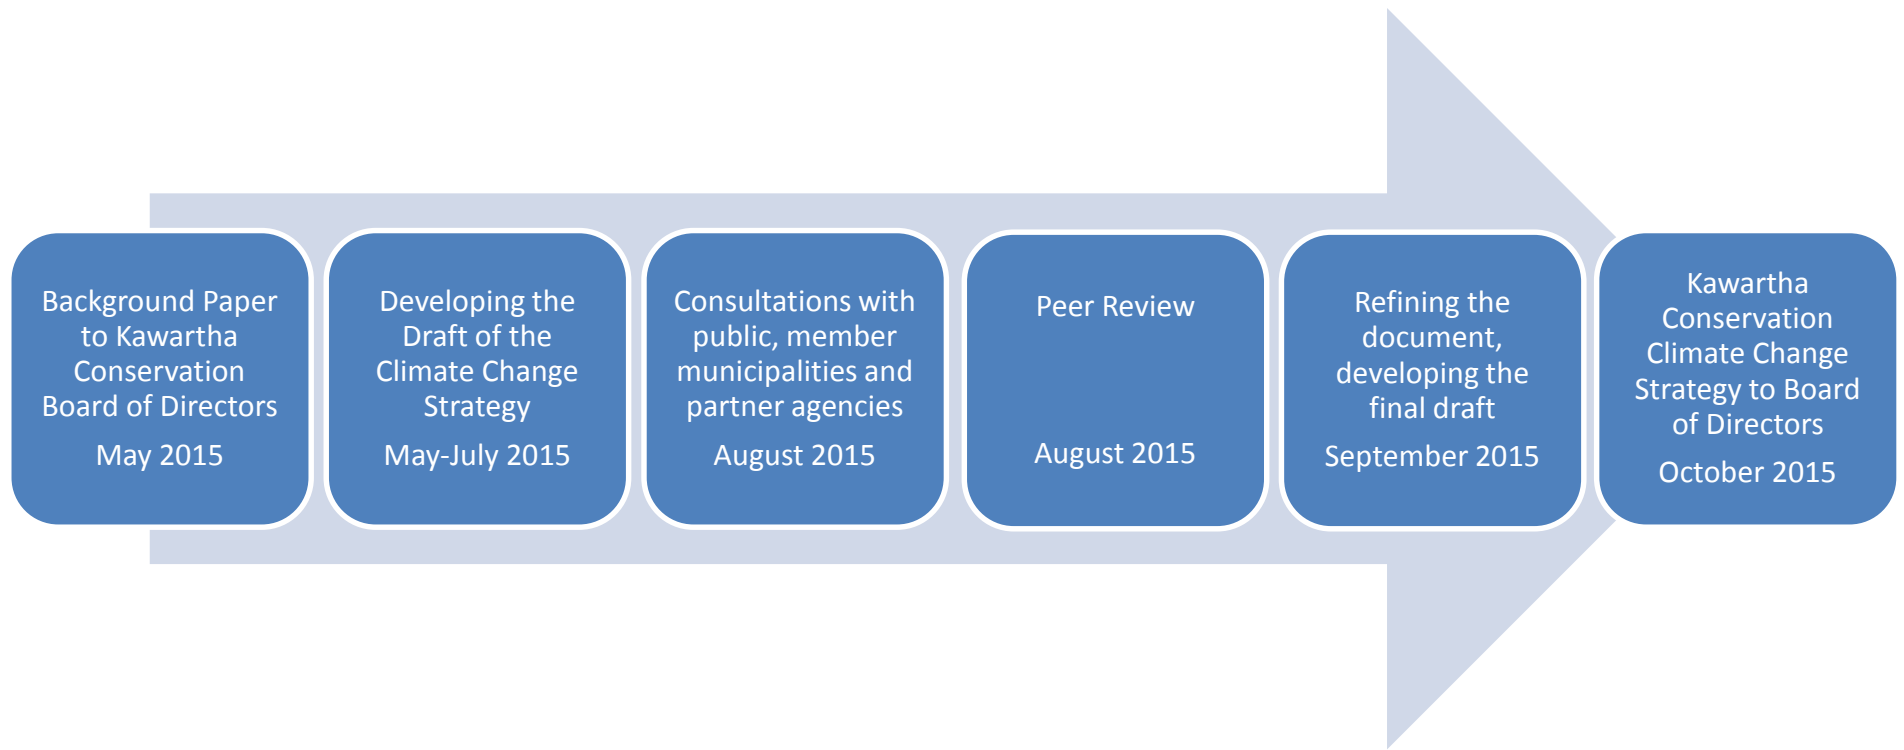 Background Paper
to Kawartha
Conservation
Board of Directors
May 2015
Developing the
Draft of the
Climate Change
Strategy
May-July 2015
Consultations with
public, member
municipalities and
partner agencies
August 2015
Peer Review
August 2015
Refining the
document,
developing the
final draft
September 2015
Kawartha
Conservation
Climate Change
Strategy to Board
of Directors
October 2015